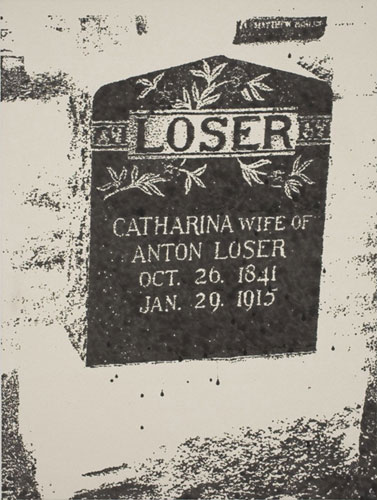 LOSER
CATHARINA WIFE OF
ANTON LOSER
OCT. 26. 1841
JAN. 29. 1915